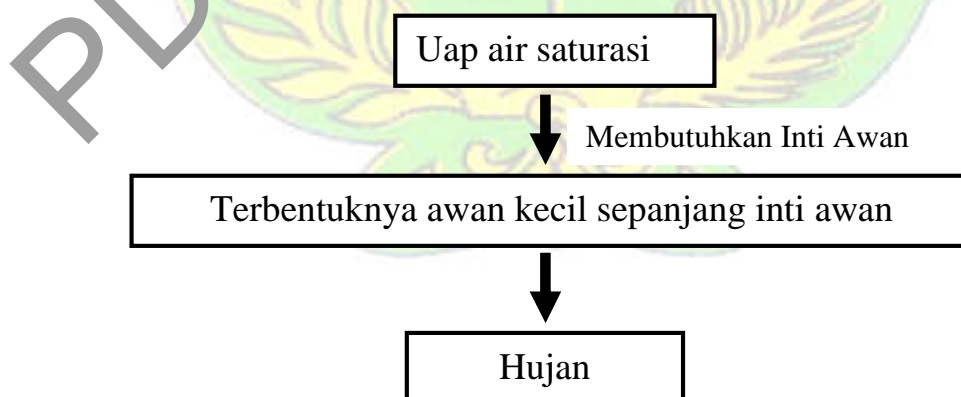 Uap air saturasi
Membutuhkan Inti Awan
Terbentuknya awan kecil sepanjang inti awan
Hujan